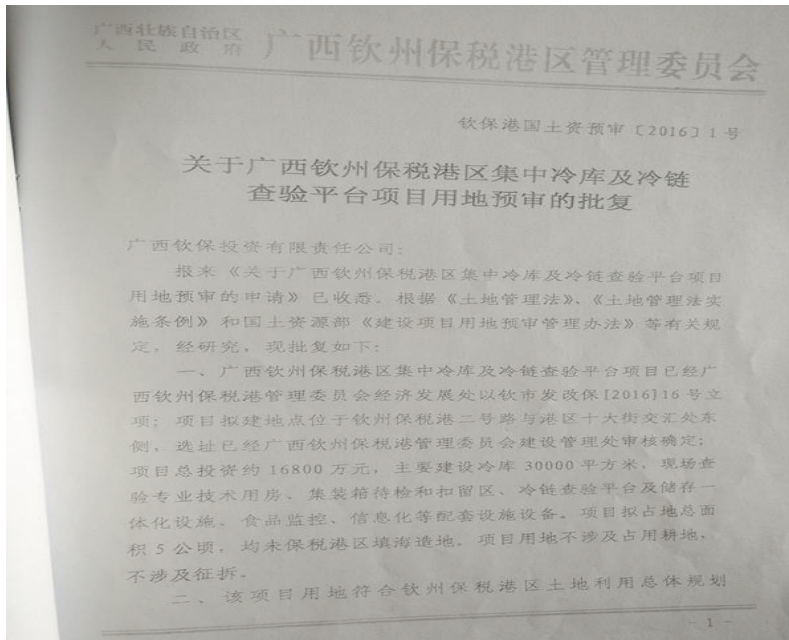 广西壮族自治区
人民政府
广西钦州保税港区管理委员会
钦保港国土资预审〔2016〕1号
关于广西钦州保税港区集中冷库及冷链
查验平台项目用地预审的批复
广西钦保投资有限责任公司：
报来《关于广西钦州保税港区集中冷库及冷链查验平台项目
用地预审的申请》已收悉。根据《土地管理法》、《土地管理法实
施条例》和国土资源部《建设项目用地预审管理办法》等有关规
定，经研究，现批复如下：
一、广西钦州保税港区集中冷库及冷链查验平台项目已经广
西钦州保税港管理委员会经济发展处以钦市发改保[2016]16号立
项；项目拟建地点位于钦州保税港二号路与港区十大街交汇处东
侧，选址已经广西钦州保税港管理委员会建设管理处审核确定；
项目总投资约16800万元，主要建设冷库30000平方米，现场查
验专业技术用房、集装箱待检和扣留区、冷链查验平台及储存一
体化设施、食品监控、信息化等配套设施设备。项目拟占地总面
积5公顷，均未保税港区填海造地，项目用地不涉及占用耕地，
不涉及征拆。
二、该项目用地符合钦州保税港区土地利用总体规划
- 1 -